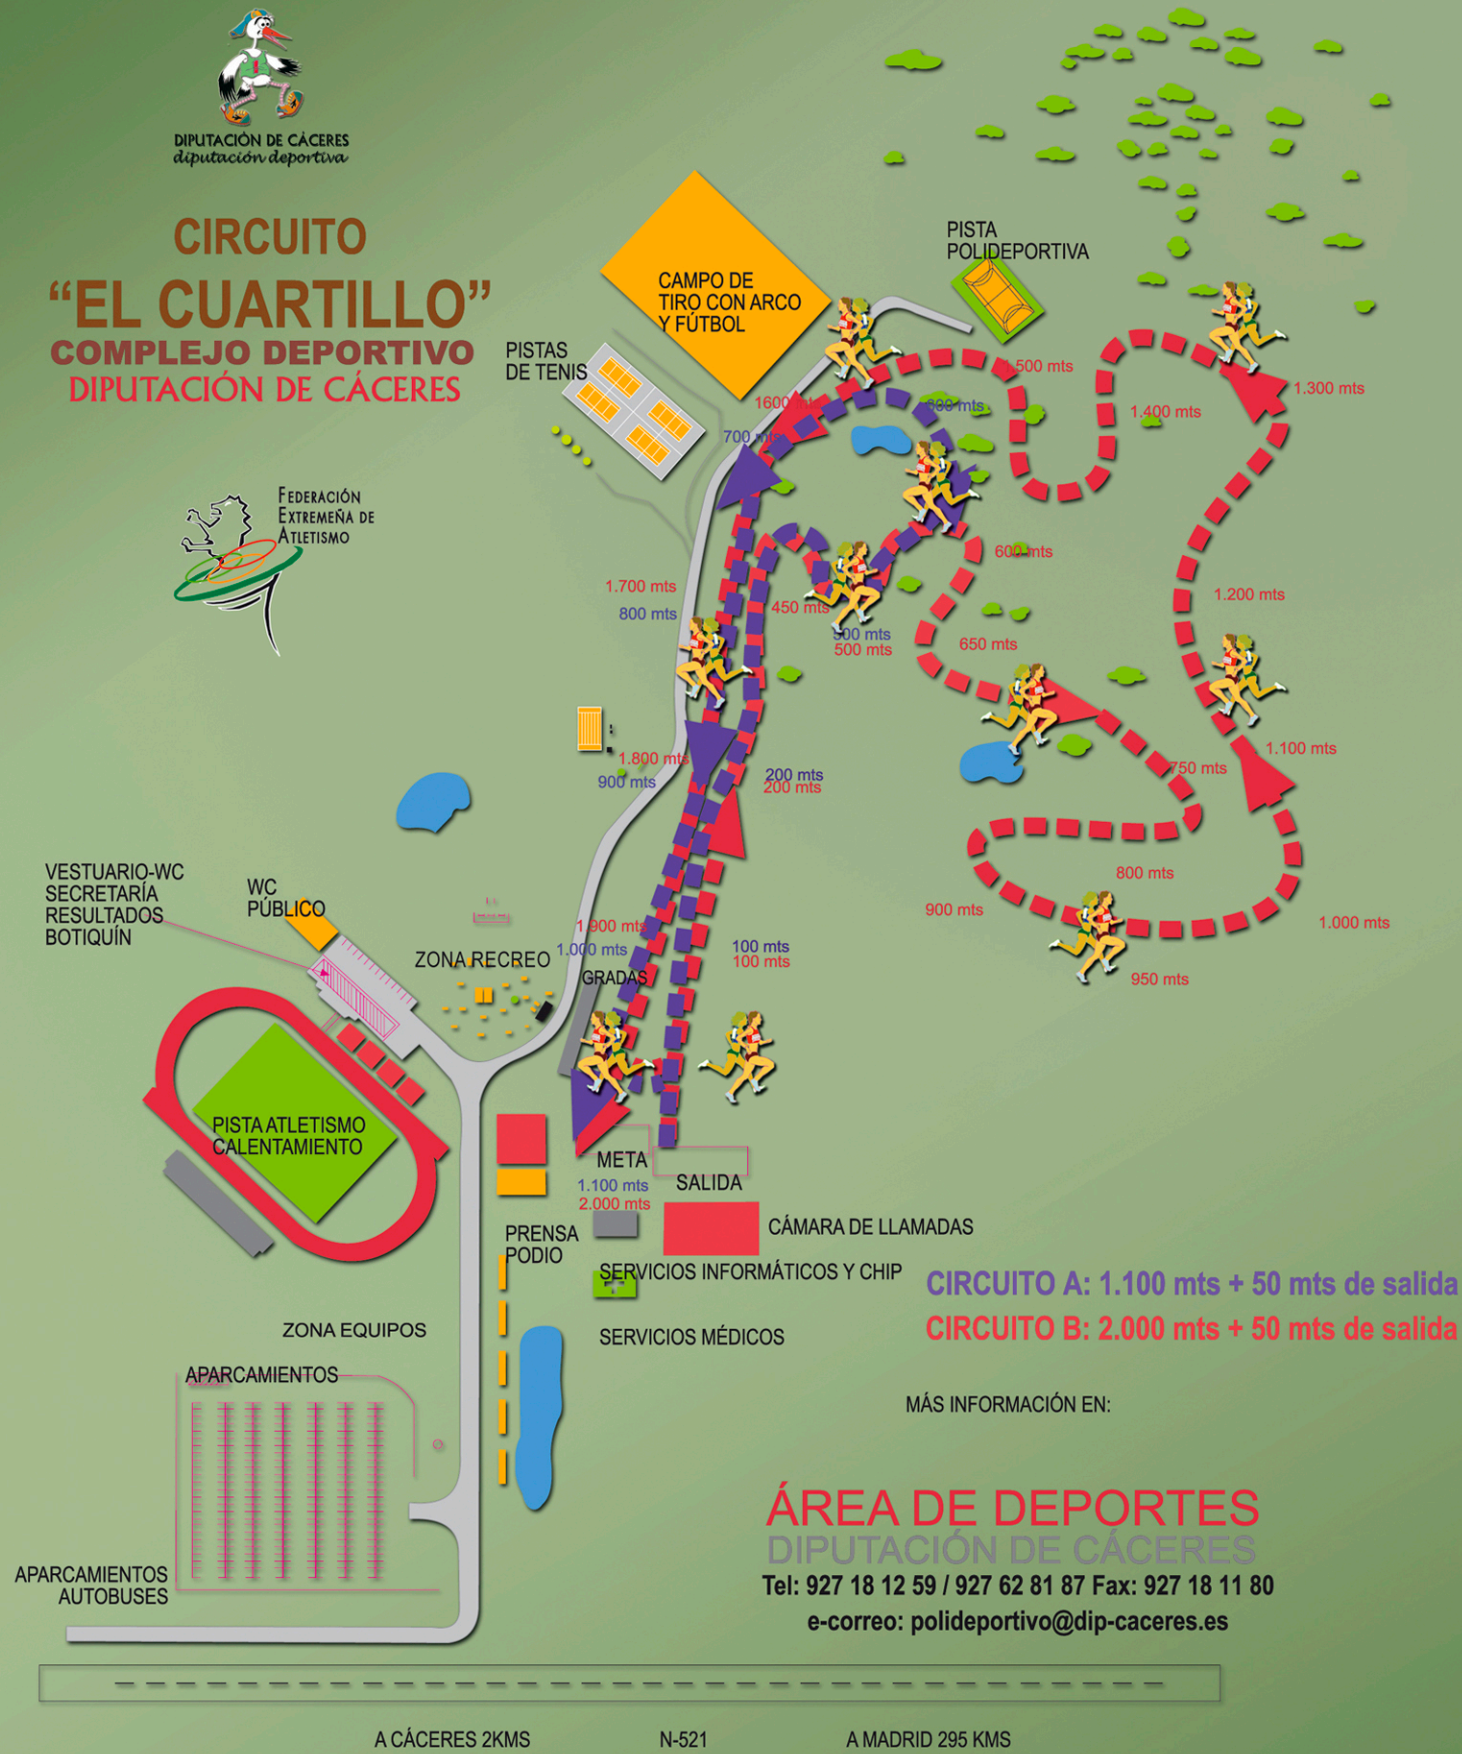 DIPUTACIÓN DE CÁCERES
diputación deportiva
CIRCUITO
“EL CUARTILLO”
COMPLEJO DEPORTIVO
DIPUTACIÓN DE CÁCERES
FEDERACIÓN
EXTREMEÑA DE
ATLETISMO
PISTA
POLIDEPORTIVA
CAMPO DE
TIRO CON ARCO
Y FÚTBOL
PISTAS
DE TENIS
1.500 mts
1.300 mts
1.400 mts
1600 mts
600 mts
700 mts
600 mts
1.700 mts
800 mts
450 mts
500 mts
500 mts
650 mts
1.200 mts
1.100 mts
750 mts
1.800 mts
900 mts
200 mts
200 mts
800 mts
900 mts
1.000 mts
950 mts
1.900 mts
1.000 mts
100 mts
100 mts
VESTUARIO-WC
SECRETARÍA
RESULTADOS
BOTIQUÍN
WC
PÚBLICO
ZONA RECREO
GRADAS
PISTA ATLETISMO
CALENTAMIENTO
META
1.100 mts
2.000 mts
SALIDA
CÁMARA DE LLAMADAS
PRENSA
PODIO
SERVICIOS INFORMÁTICOS Y CHIP
SERVICIOS MÉDICOS
CIRCUITO A: 1.100 mts + 50 mts de salida
CIRCUITO B: 2.000 mts + 50 mts de salida
ZONA EQUIPOS
APARCAMIENTOS
MÁS INFORMACIÓN EN:
ÁREA DE DEPORTES
DIPUTACIÓN DE CÁCERES
Tel: 927 18 12 59 / 927 62 81 87 Fax: 927 18 11 80
e-correo: polideportivo@dip-caceres.es
APARCAMIENTOS
AUTOBUSES
A CÁCERES 2KMS
N-521
A MADRID 295 KMS